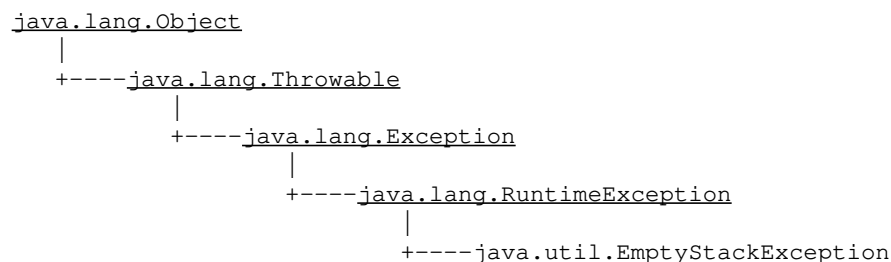 java.lang.Object
   |
   +----java.lang.Throwable
           |
           +----java.lang.Exception
                   |
                   +----java.lang.RuntimeException
                           |
                           +----java.util.EmptyStackException